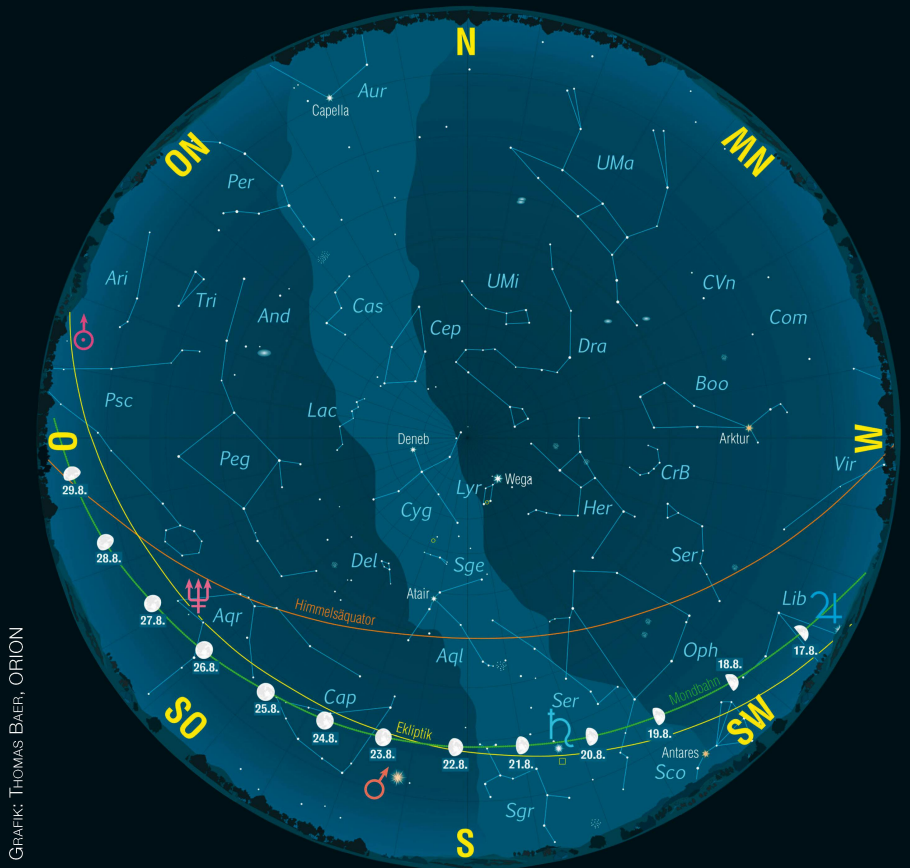 N
Aur
Capella
NO
NW
UMa
Per
Ari
Tri
And
Cas
UMi
Cep
CVn
Com
Dra
Psc
Lac
Boo
O
Deneb
Arktur
W
Peg
Lyr
Wega
CrB
Vir
Cyg
Her
29.8.
28.8.
Del
Sge
Ser
27.8.
Atair
Himmelsäquator
Aqr
Lib
26.8.
Aql
Oph
17.8.
18.8.
25.8.
Cap
Ser
Mondbahn
SO
24.8.
Ekliptik
SW
23.8.
22.8.
21.8.
20.8.
19.8.
Antares
Sco
Sgr
S
GRAFIK: THOMAS BAER, ORION